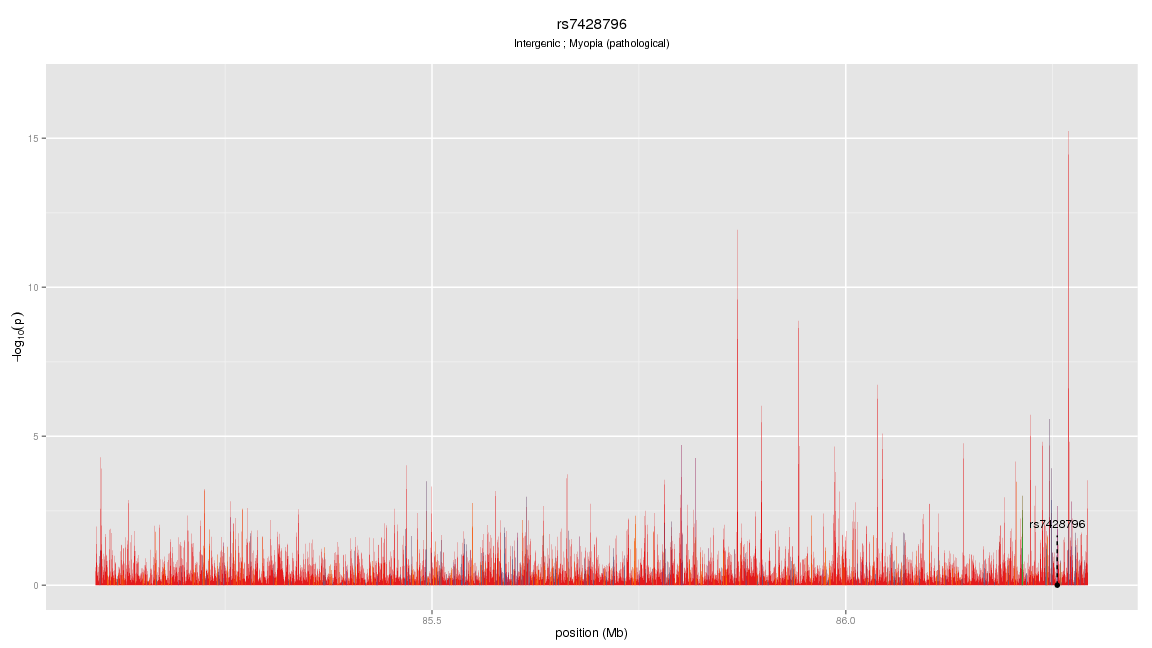 rs7428796
Intergenic ; Myopia (pathological)
15
10
5
0
−log10(p)
rs7428796
85.5
86.0
position (Mb)